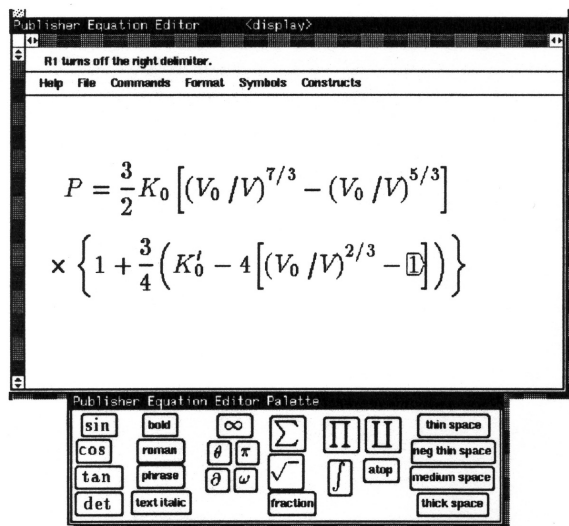 Publisher Equation Editor <display>
R1 turns off the right delimiter.
Help File Commands Format Symbols Constructs
P = 3/2 K₀ [(V₀ /V)^{7/3} − (V₀ /V)^{5/3}]
× {1 + 3/4 (K₀′ − 4 [(V₀ /V)^{2/3} − 1])}
Publisher Equation Editor Palette
sin bold ∞ ∑ ∏ ∐ thin space
cos roman θ π neg thin space
tan phrase ∂ ω √‾ ∫ atop medium space
det text italic fraction thick space